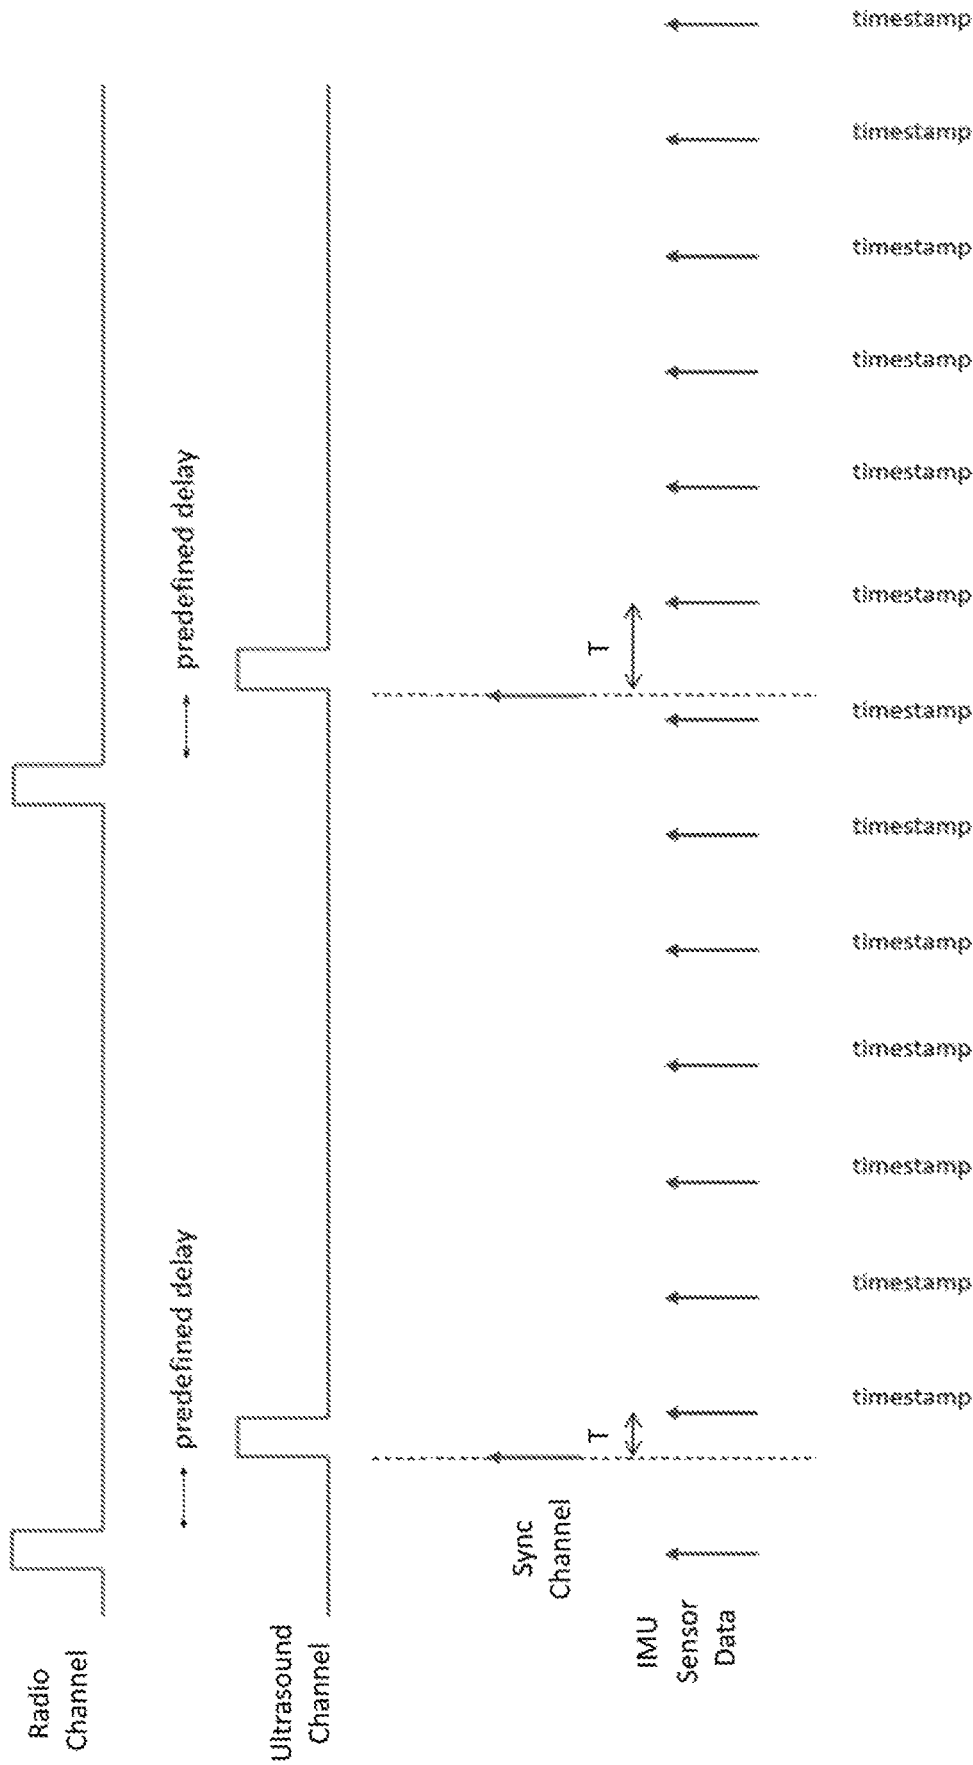 Radio
Channel
predefined delay
predefined delay
Ultrasound
Channel
Sync
Channel
T
T
IMU
Sensor
Data
timestamp
timestamp
timestamp
timestamp
timestamp
timestamp
timestamp
timestamp
timestamp
timestamp
timestamp
timestamp
timestamp